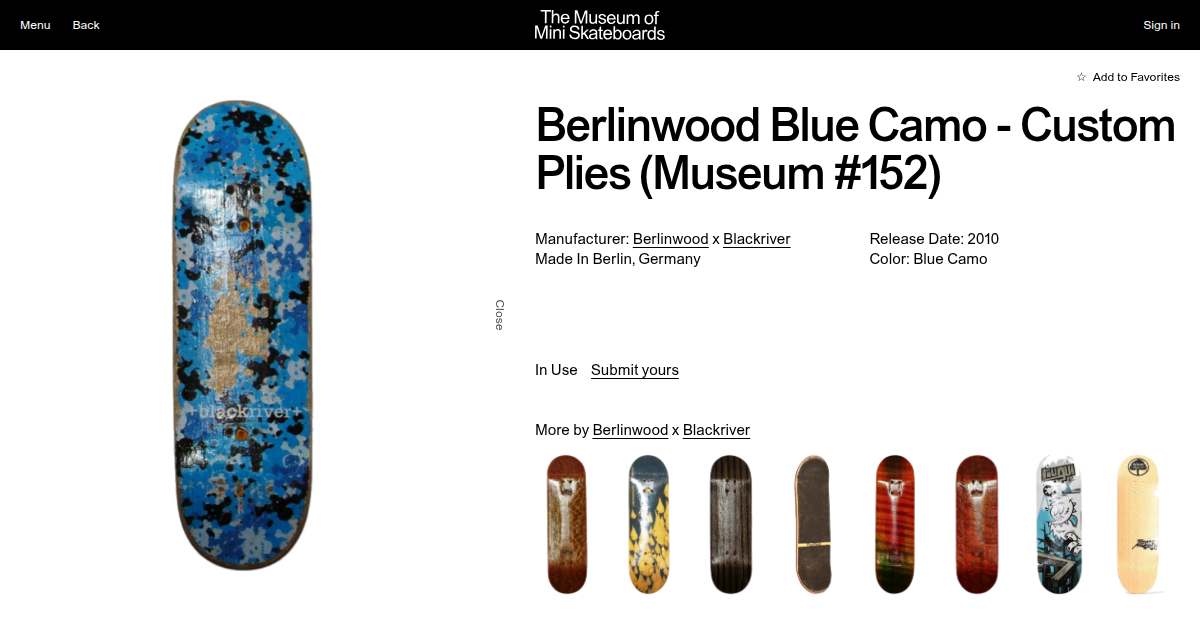 Menu
Back
The Museum of
Mini Skateboards
Sign in
☆ Add to Favorites
Berlinwood Blue Camo - Custom
Plies (Museum #152)
Manufacturer: Berlinwood x Blackriver
Made In Berlin, Germany
Release Date: 2010
Color: Blue Camo
+blackriver+
Close
In Use
Submit yours
More by Berlinwood x Blackriver